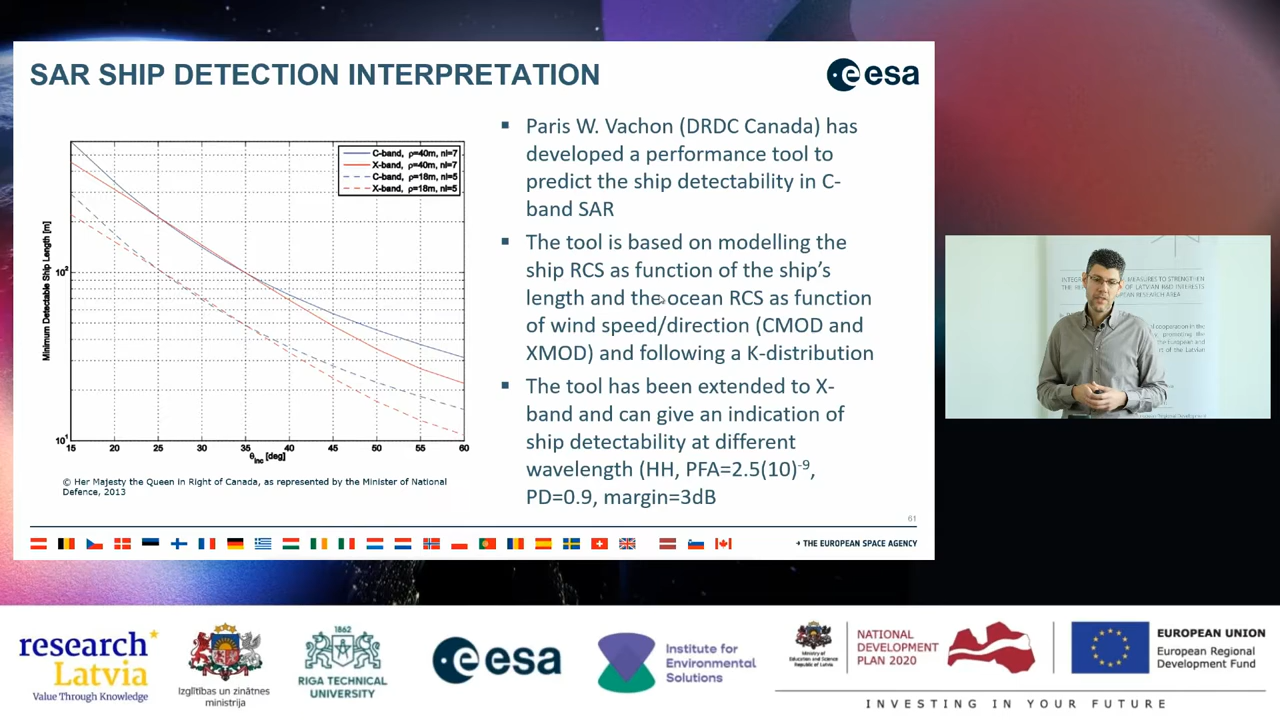 SAR SHIP DETECTION INTERPRETATION
esa
C-band, ρ=40m, nl=7
X-band, ρ=40m, nl=7
C-band, ρ=18m, nl=5
X-band, ρ=18m, nl=5
Minimum Detectable Ship Length [m]
10²
10¹
15 20 25 30 35 40 45 50 55 60
θinc [deg]
© Her Majesty the Queen in Right of Canada, as represented by the Minister of National
Defence, 2013
▪ Paris W. Vachon (DRDC Canada) has
developed a performance tool to
predict the ship detectability in C-
band SAR
▪ The tool is based on modelling the
ship RCS as function of the ship's
length and the ocean RCS as function
of wind speed/direction (CMOD and
XMOD) and following a K-distribution
▪ The tool has been extended to X-
band and can give an indication of
ship detectability at different
wavelength (HH, PFA=2.5(10)⁻⁹,
PD=0.9, margin=3dB
61
→ THE EUROPEAN SPACE AGENCY
research
Latvia
Value Through Knowledge
Izglītības un zinātnes
ministrija
1862
RIGA TECHNICAL
UNIVERSITY
esa
Institute for
Environmental
Solutions
Ministry of
Education and Science
Republic of Latvia
NATIONAL
DEVELOPMENT
PLAN 2020
EUROPEAN UNION
European Regional
Development Fund
INVESTING IN YOUR FUTURE